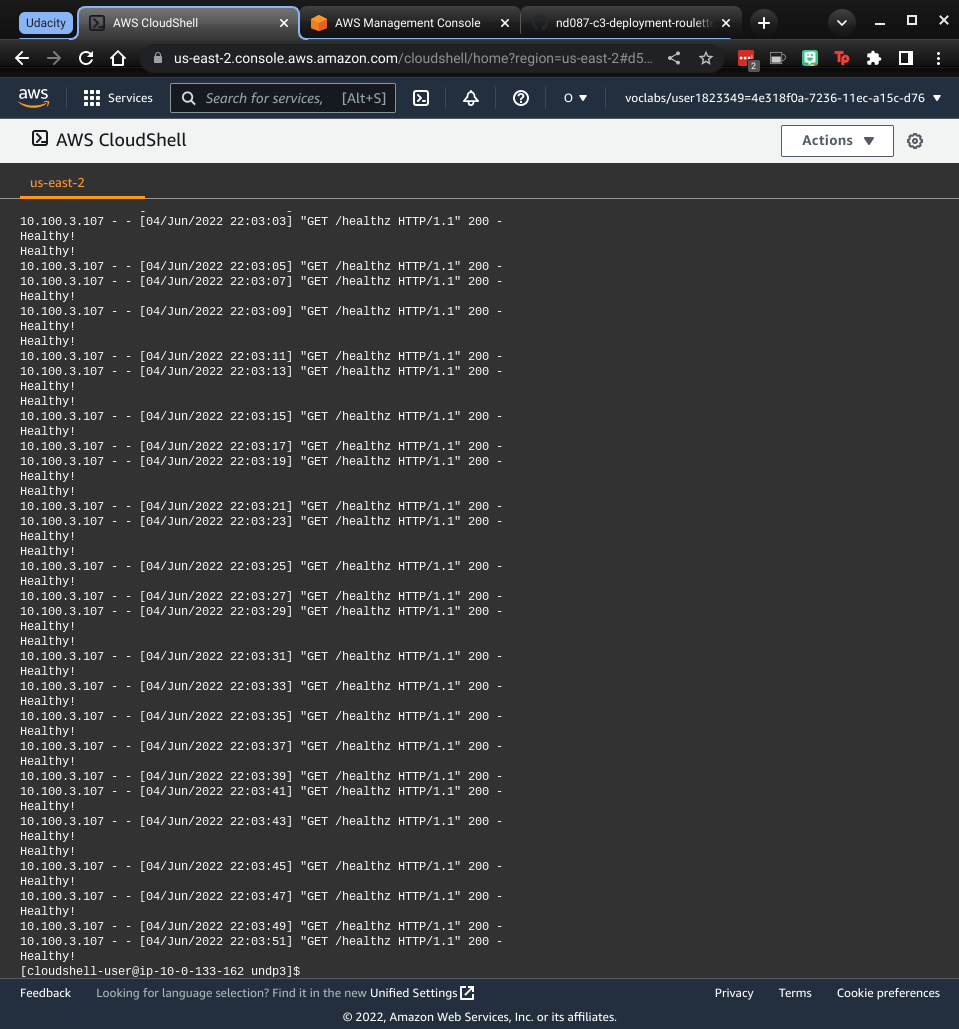 Udacity
AWS CloudShell
AWS Management Console
nd087-c3-deployment-roulett
us-east-2.console.aws.amazon.com/cloudshell/home?region=us-east-2#d5...
2
Tp
aws
Services
Search for services,
[Alt+S]
O
voclabs/user1823349=4e318f0a-7236-11ec-a15c-d76
AWS CloudShell
Actions
us-east-2
10.100.3.107 - - [04/Jun/2022 22:03:03] "GET /healthz HTTP/1.1" 200 -
Healthy!
Healthy!
10.100.3.107 - - [04/Jun/2022 22:03:05] "GET /healthz HTTP/1.1" 200 -
10.100.3.107 - - [04/Jun/2022 22:03:07] "GET /healthz HTTP/1.1" 200 -
Healthy!
10.100.3.107 - - [04/Jun/2022 22:03:09] "GET /healthz HTTP/1.1" 200 -
Healthy!
Healthy!
10.100.3.107 - - [04/Jun/2022 22:03:11] "GET /healthz HTTP/1.1" 200 -
10.100.3.107 - - [04/Jun/2022 22:03:13] "GET /healthz HTTP/1.1" 200 -
Healthy!
Healthy!
10.100.3.107 - - [04/Jun/2022 22:03:15] "GET /healthz HTTP/1.1" 200 -
Healthy!
10.100.3.107 - - [04/Jun/2022 22:03:17] "GET /healthz HTTP/1.1" 200 -
10.100.3.107 - - [04/Jun/2022 22:03:19] "GET /healthz HTTP/1.1" 200 -
Healthy!
Healthy!
10.100.3.107 - - [04/Jun/2022 22:03:21] "GET /healthz HTTP/1.1" 200 -
10.100.3.107 - - [04/Jun/2022 22:03:23] "GET /healthz HTTP/1.1" 200 -
Healthy!
Healthy!
10.100.3.107 - - [04/Jun/2022 22:03:25] "GET /healthz HTTP/1.1" 200 -
Healthy!
10.100.3.107 - - [04/Jun/2022 22:03:27] "GET /healthz HTTP/1.1" 200 -
10.100.3.107 - - [04/Jun/2022 22:03:29] "GET /healthz HTTP/1.1" 200 -
Healthy!
Healthy!
10.100.3.107 - - [04/Jun/2022 22:03:31] "GET /healthz HTTP/1.1" 200 -
Healthy!
10.100.3.107 - - [04/Jun/2022 22:03:33] "GET /healthz HTTP/1.1" 200 -
Healthy!
10.100.3.107 - - [04/Jun/2022 22:03:35] "GET /healthz HTTP/1.1" 200 -
Healthy!
10.100.3.107 - - [04/Jun/2022 22:03:37] "GET /healthz HTTP/1.1" 200 -
Healthy!
10.100.3.107 - - [04/Jun/2022 22:03:39] "GET /healthz HTTP/1.1" 200 -
10.100.3.107 - - [04/Jun/2022 22:03:41] "GET /healthz HTTP/1.1" 200 -
Healthy!
10.100.3.107 - - [04/Jun/2022 22:03:43] "GET /healthz HTTP/1.1" 200 -
Healthy!
Healthy!
10.100.3.107 - - [04/Jun/2022 22:03:45] "GET /healthz HTTP/1.1" 200 -
Healthy!
10.100.3.107 - - [04/Jun/2022 22:03:47] "GET /healthz HTTP/1.1" 200 -
Healthy!
10.100.3.107 - - [04/Jun/2022 22:03:49] "GET /healthz HTTP/1.1" 200 -
10.100.3.107 - - [04/Jun/2022 22:03:51] "GET /healthz HTTP/1.1" 200 -
Healthy!
[cloudshell-user@ip-10-0-133-162 undp3]$
Feedback
Looking for language selection? Find it in the new Unified Settings
Privacy
Terms
Cookie preferences
© 2022, Amazon Web Services, Inc. or its affiliates.